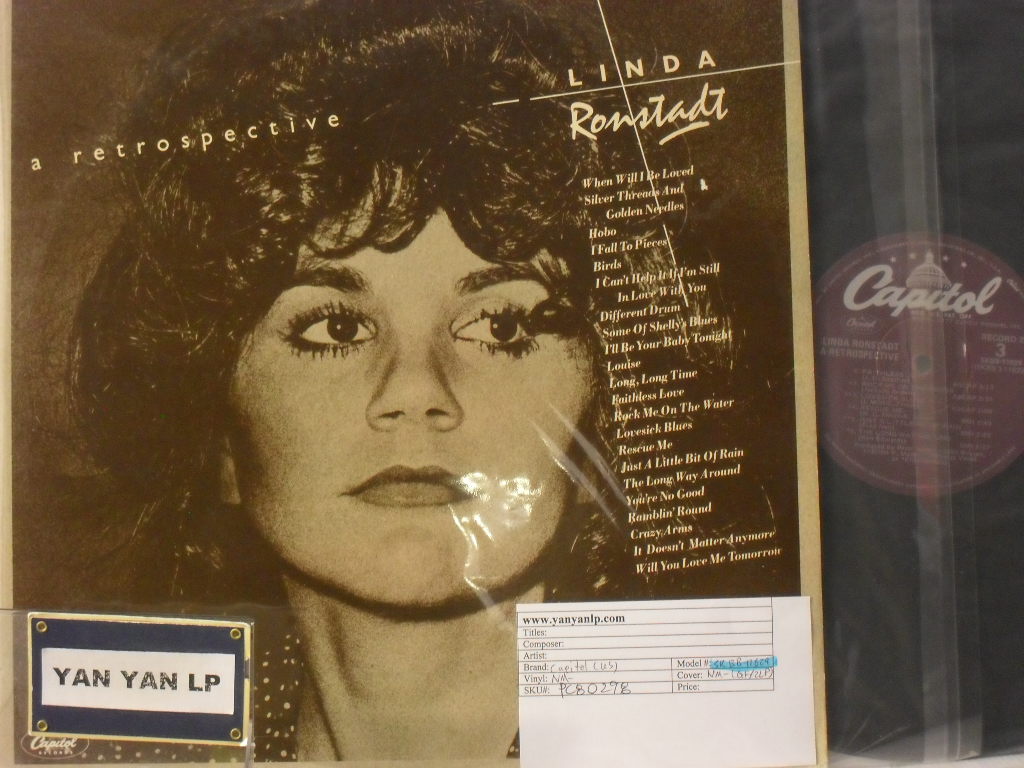 a retrospective
LINDA
Ronstadt
When Will I Be Loved
Silver Threads And
Golden Needles
Hobo
I Fall To Pieces
Birds
I Can't Help It If I'm Still
In Love With You
Different Drum
Some Of Shelly's Blues
I'll Be Your Baby Tonight
Louise
Long, Long Time
Faithless Love
Rock Me On The Water
Lovesick Blues
Rescue Me
Just A Little Bit Of Rain
The Long Way Around
You're No Good
Ramblin' Round
Crazy Arms
It Doesn't Matter Anymore
Will You Love Me Tomorrow
Capitol
LINDA RONSTADT
A RETROSPECTIVE
RECORD
3
YAN YAN LP
Capitol
RECORDS
www.yanyanlp.com
Titles:
Composer:
Artist:
Brand: Capitol (US)
Model #:
Vinyl: NM-
Cover: NM-
SKU#: PC80298
Price: